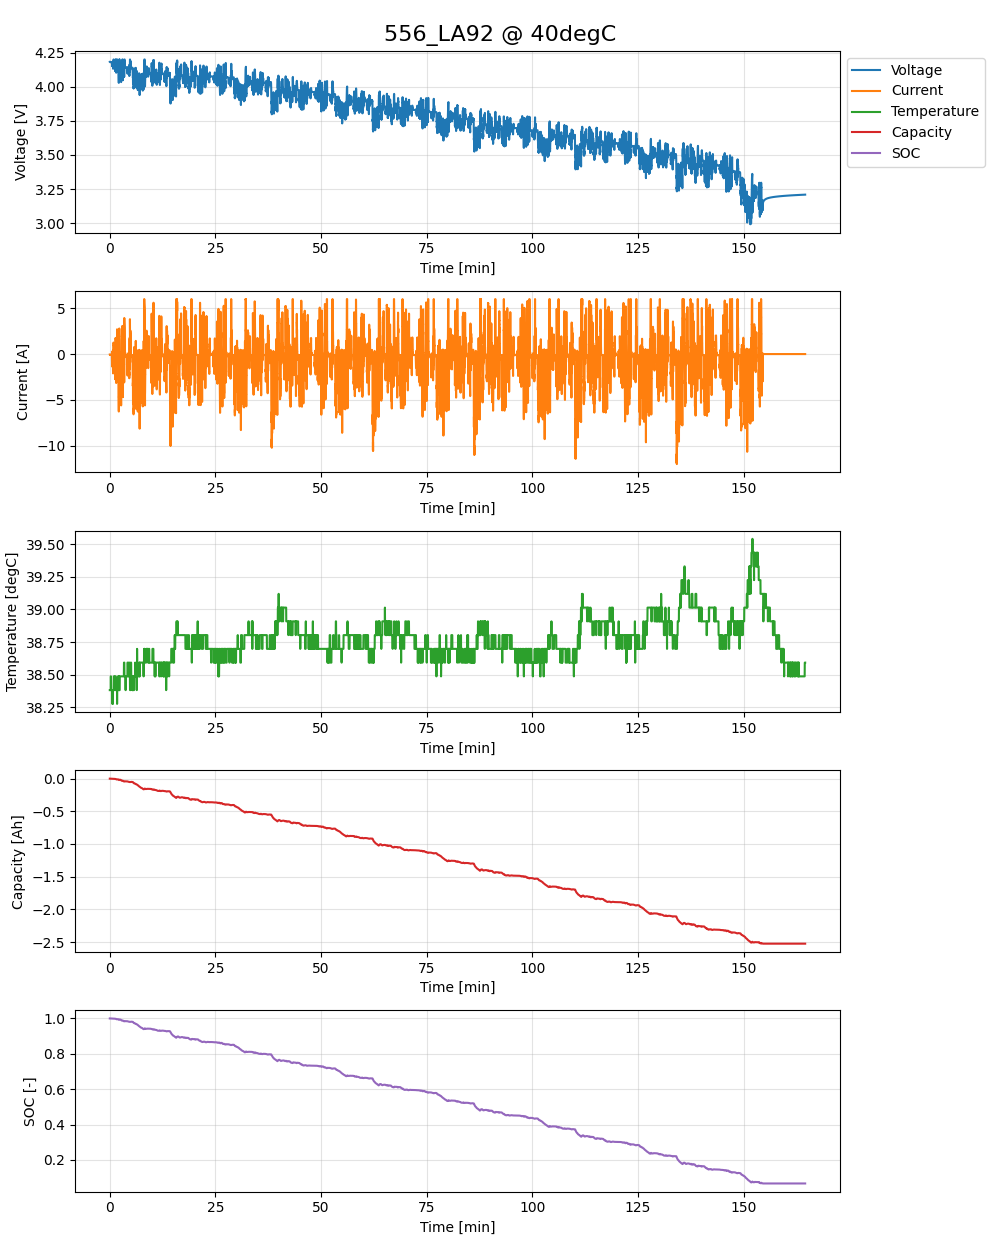 556_LA92 @ 40degC
4.25
4.00
3.75
3.50
3.25
3.00
Voltage [V]
0 25 50 75 100 125 150
Time [min]
Voltage
Current
Temperature
Capacity
SOC
5
0
−5
−10
Current [A]
0 25 50 75 100 125 150
Time [min]
39.50
39.25
39.00
38.75
38.50
38.25
Temperature [degC]
0 25 50 75 100 125 150
Time [min]
0.0
−0.5
−1.0
−1.5
−2.0
−2.5
Capacity [Ah]
0 25 50 75 100 125 150
Time [min]
1.0
0.8
0.6
0.4
0.2
SOC [-]
0 25 50 75 100 125 150
Time [min]